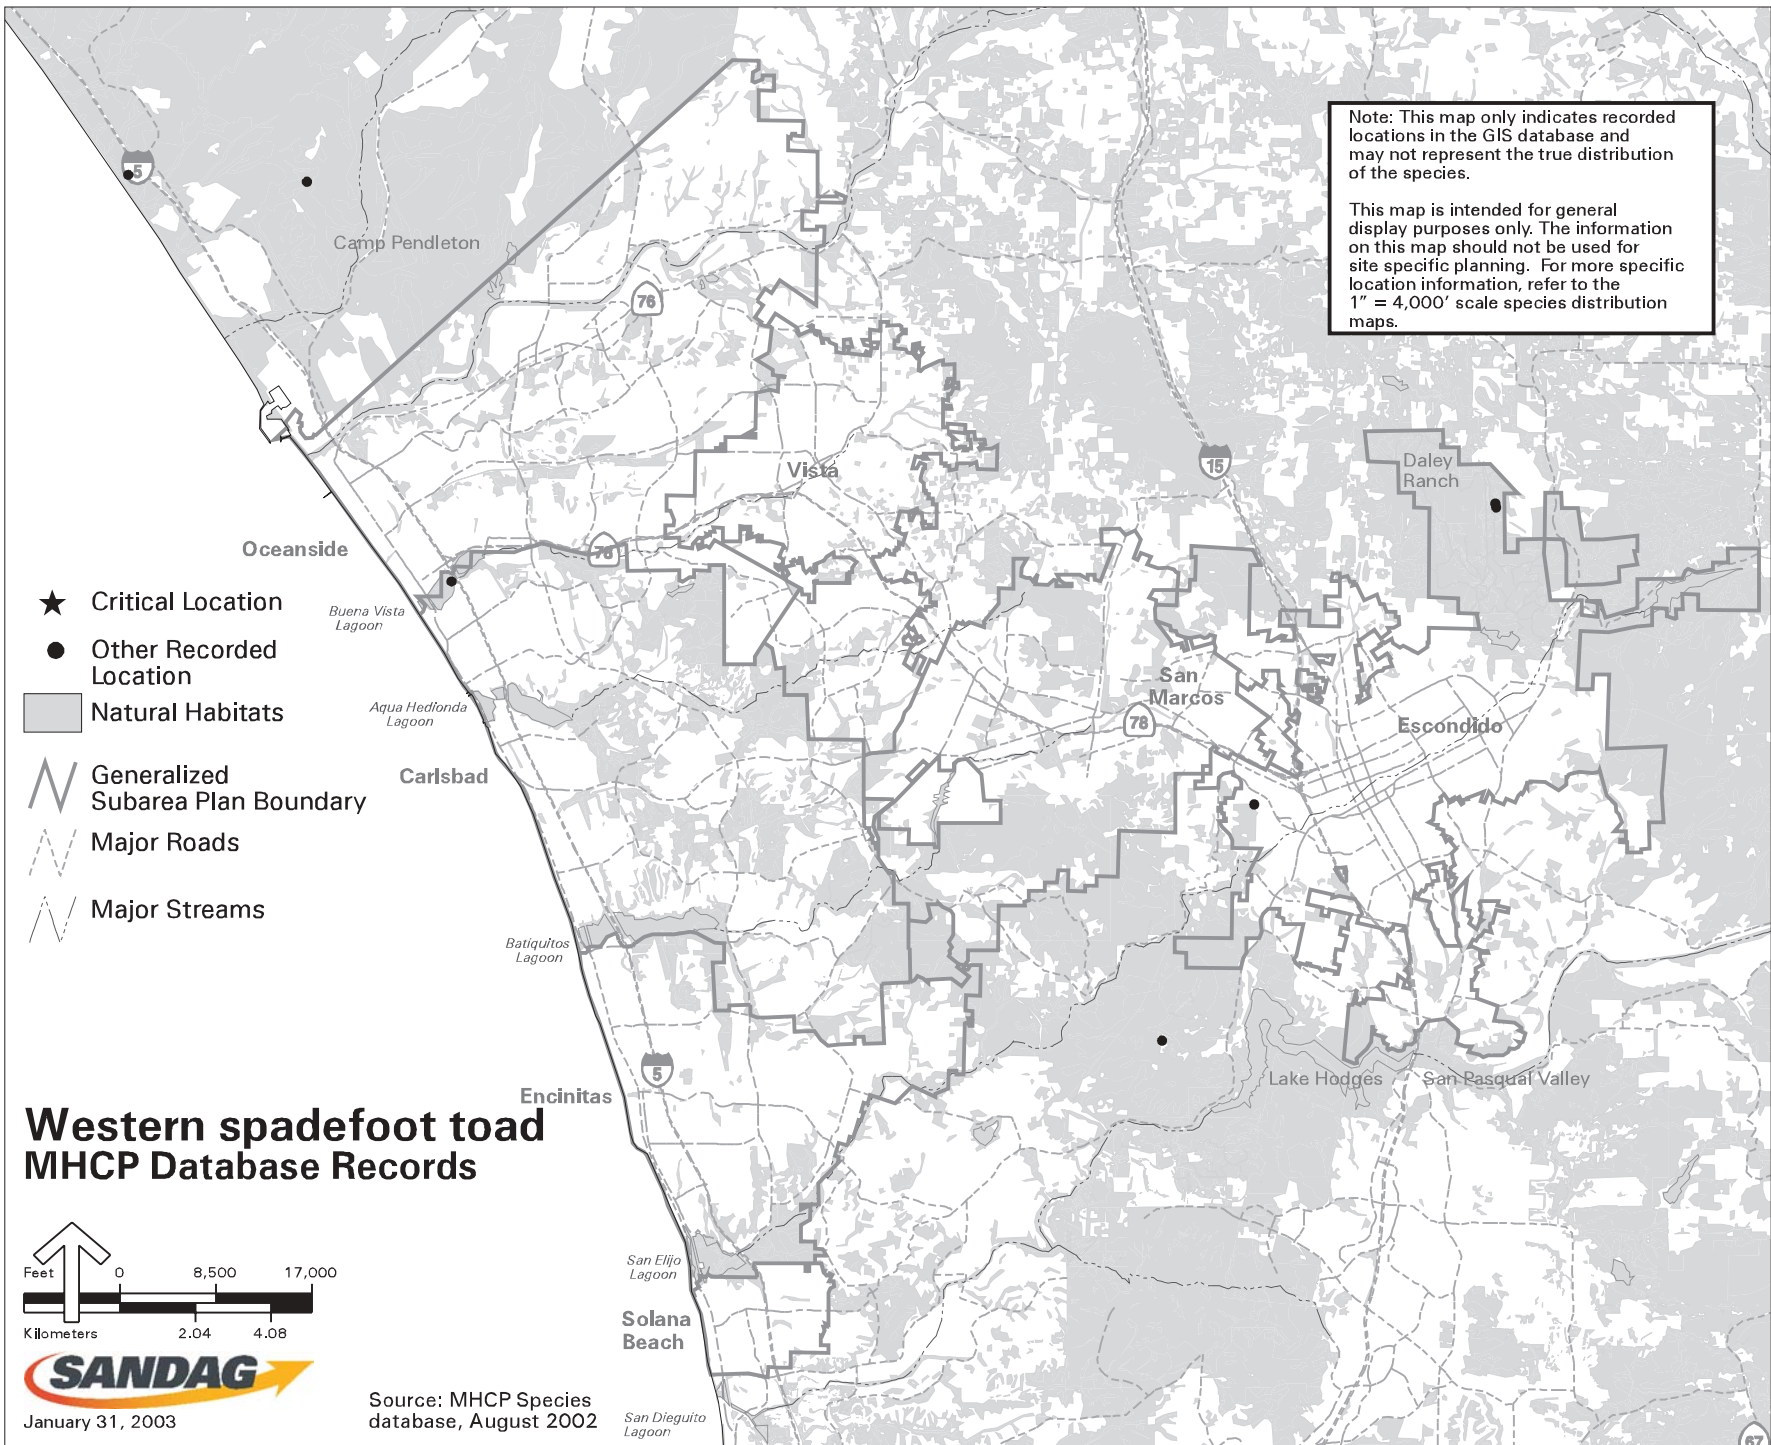 Note: This map only indicates recorded
locations in the GIS database and
may not represent the true distribution
of the species.
This map is intended for general
display purposes only. The information
on this map should not be used for
site specific planning. For more specific
location information, refer to the
1" = 4,000' scale species distribution
maps.
5
Camp Pendleton
76
Vista
15
Daley
Ranch
Oceanside
78
Buena Vista
Lagoon
Critical Location
Other Recorded
Location
Natural Habitats
Generalized
Subarea Plan Boundary
Major Roads
Major Streams
San
Marcos
78
Escondido
Aqua Hedionda
Lagoon
Carlsbad
Batiquitos
Lagoon
5
Encinitas
Lake Hodges
San Pasqual Valley
Western spadefoot toad
MHCP Database Records
San Elijo
Lagoon
Solana
Beach
Feet 0 8,500 17,000
Kilometers 2.04 4.08
SANDAG
January 31, 2003
Source: MHCP Species
database, August 2002
San Dieguito
Lagoon
67